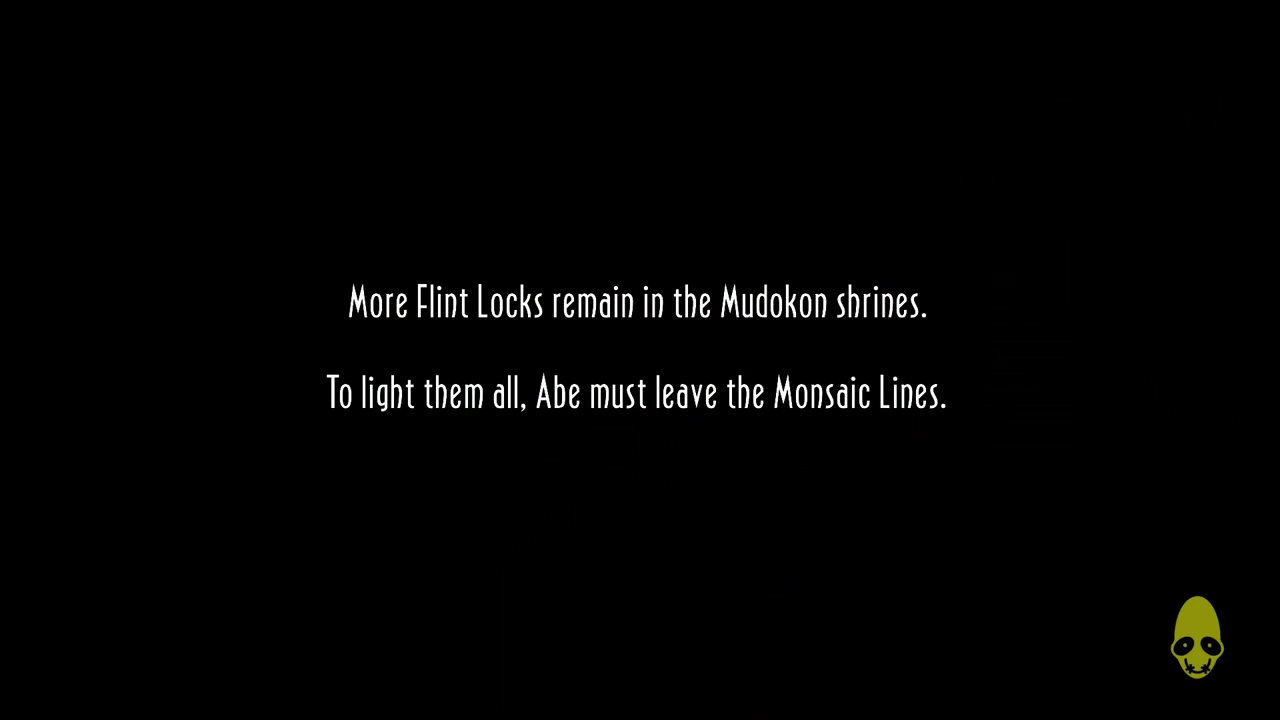 More Flint Locks remain in the Mudokon shrines.
To light them all, Abe must leave the Monsaic Lines.